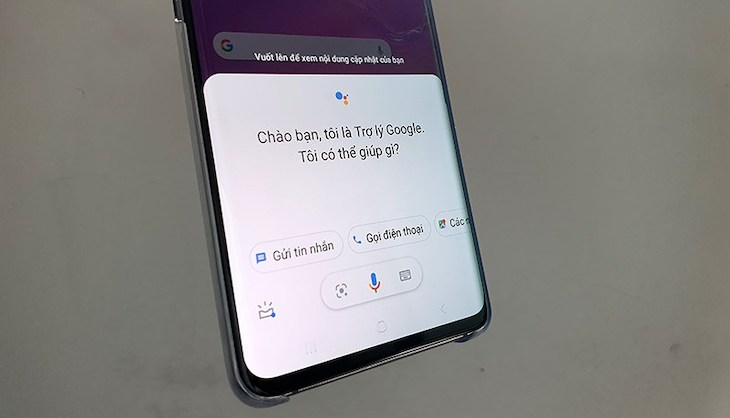 Vuốt lên để xem nội dung cập nhật của bạn
Chào bạn, tôi là Trợ lý Google.
Tôi có thể giúp gì?
Gửi tin nhắn
Gọi điện thoại
Các